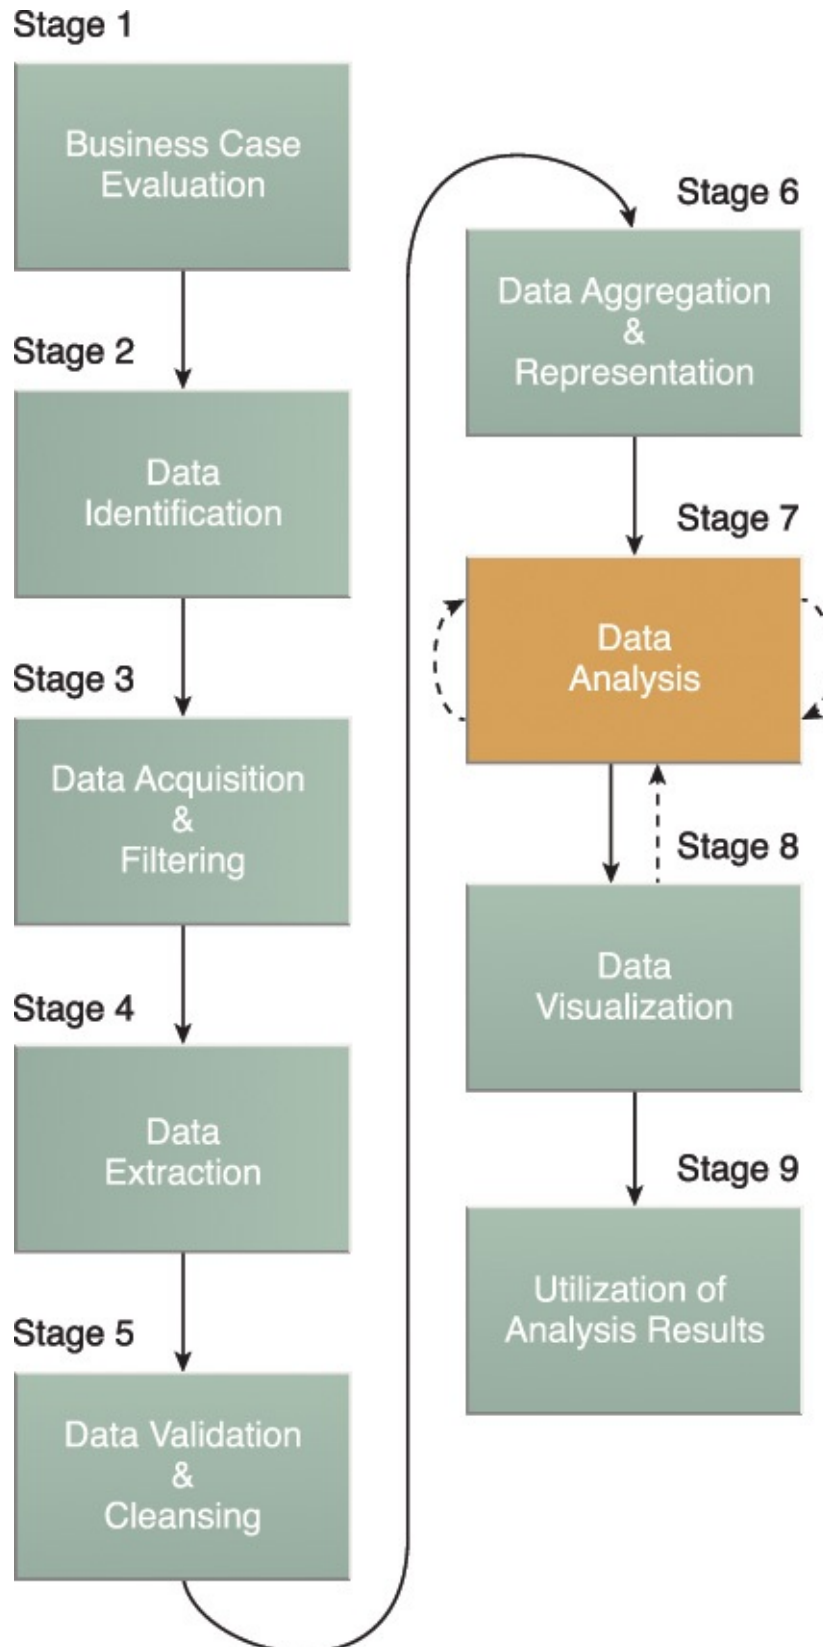 Stage 1
Business Case
Evaluation
Stage 2
Data
Identification
Stage 3
Data Acquisition
&
Filtering
Stage 4
Data
Extraction
Stage 5
Data Validation
&
Cleansing
Stage 6
Data Aggregation
&
Representation
Stage 7
Data
Analysis
Stage 8
Data
Visualization
Stage 9
Utilization of
Analysis Results